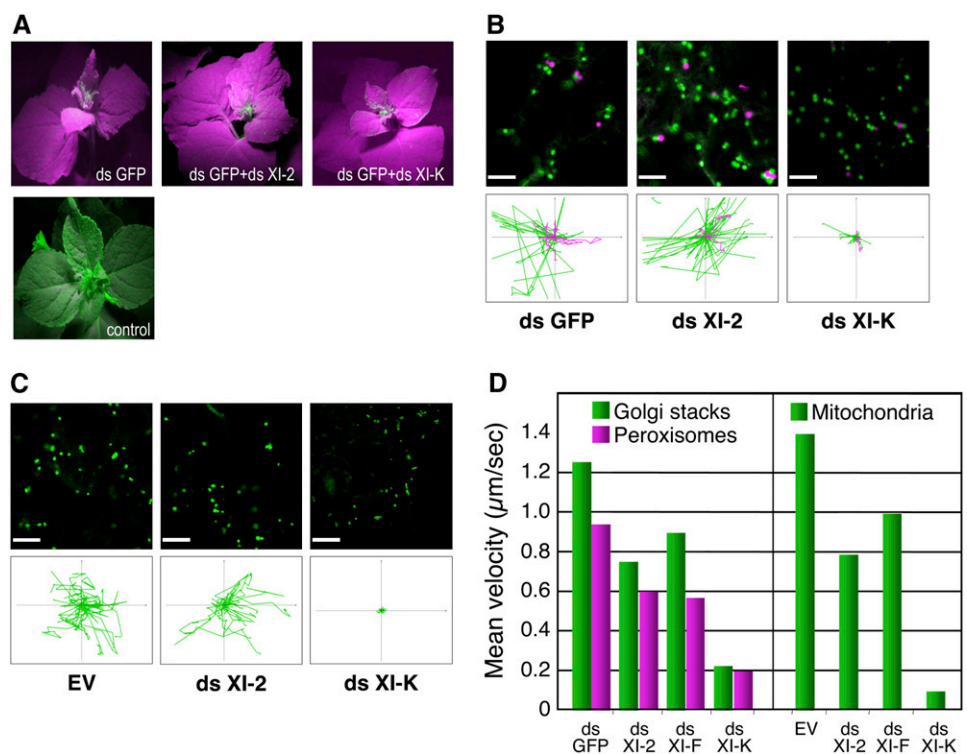 A
ds GFP
ds GFP+ds XI-2
ds GFP+ds XI-K
control
B
ds GFP
ds XI-2
ds XI-K
C
EV
ds XI-2
ds XI-K
D
Golgi stacks
Peroxisomes
Mitochondria
Mean velocity (µm/sec)
1.4
1.2
1.0
0.8
0.6
0.4
0.2
0
ds GFP
ds XI-2
ds XI-F
ds XI-K
EV
ds XI-2
ds XI-F
ds XI-K